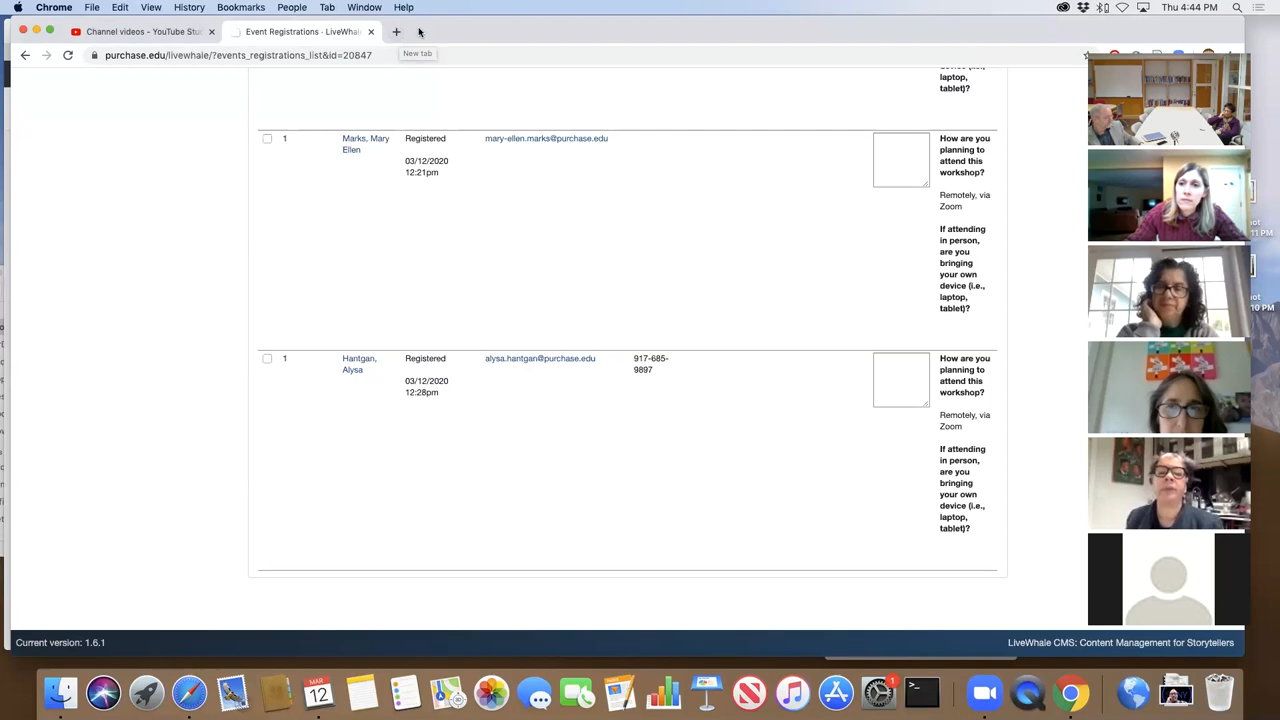 Chrome File Edit View History Bookmarks People Tab Window Help Thu 4:44 PM
Channel videos - YouTube Stu
Event Registrations - LiveWhal
New tab
purchase.edu/livewhale/?events_registrations_list&id=20847
device (i.e.,
laptop,
tablet)?
1 Marks, Mary Ellen
Registered
03/12/2020
12:21pm
mary-ellen.marks@purchase.edu
How are you
planning to
attend this
workshop?
Remotely, via
Zoom
If attending
in person,
are you
bringing
your own
device (i.e.,
laptop,
tablet)?
1 Hantgan, Alysa
Registered
03/12/2020
12:28pm
alysa.hantgan@purchase.edu
917-685-
9897
How are you
planning to
attend this
workshop?
Remotely, via
Zoom
If attending
in person,
are you
bringing
your own
device (i.e.,
laptop,
tablet)?
Current version: 1.6.1
LiveWhale CMS: Content Management for Storytellers
MAR
12
1